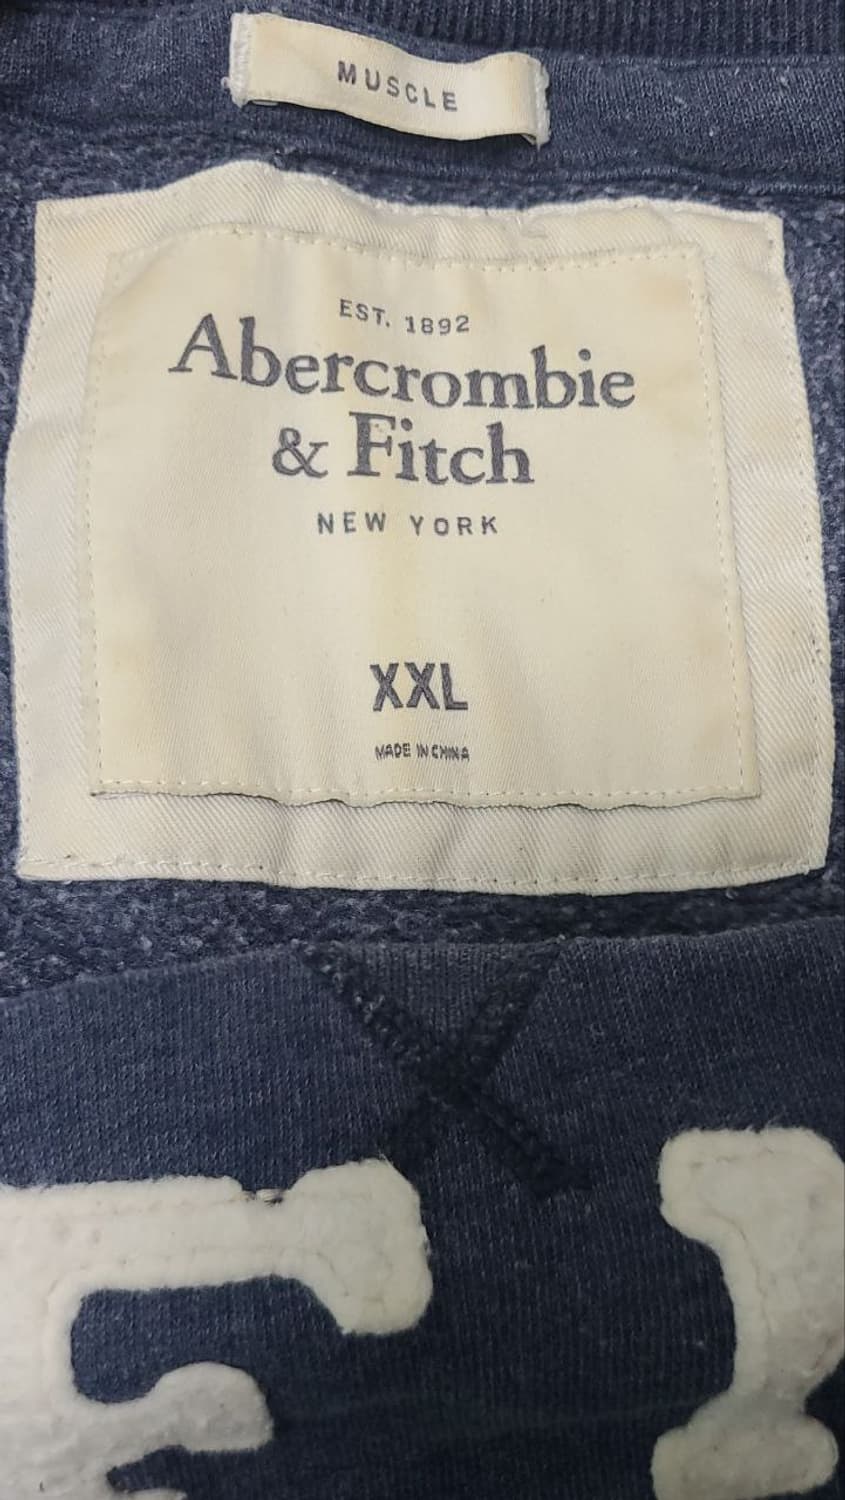 MUSCLE
EST. 1892
Abercrombie
& Fitch
NEW YORK
XXL
MADE IN CHINA